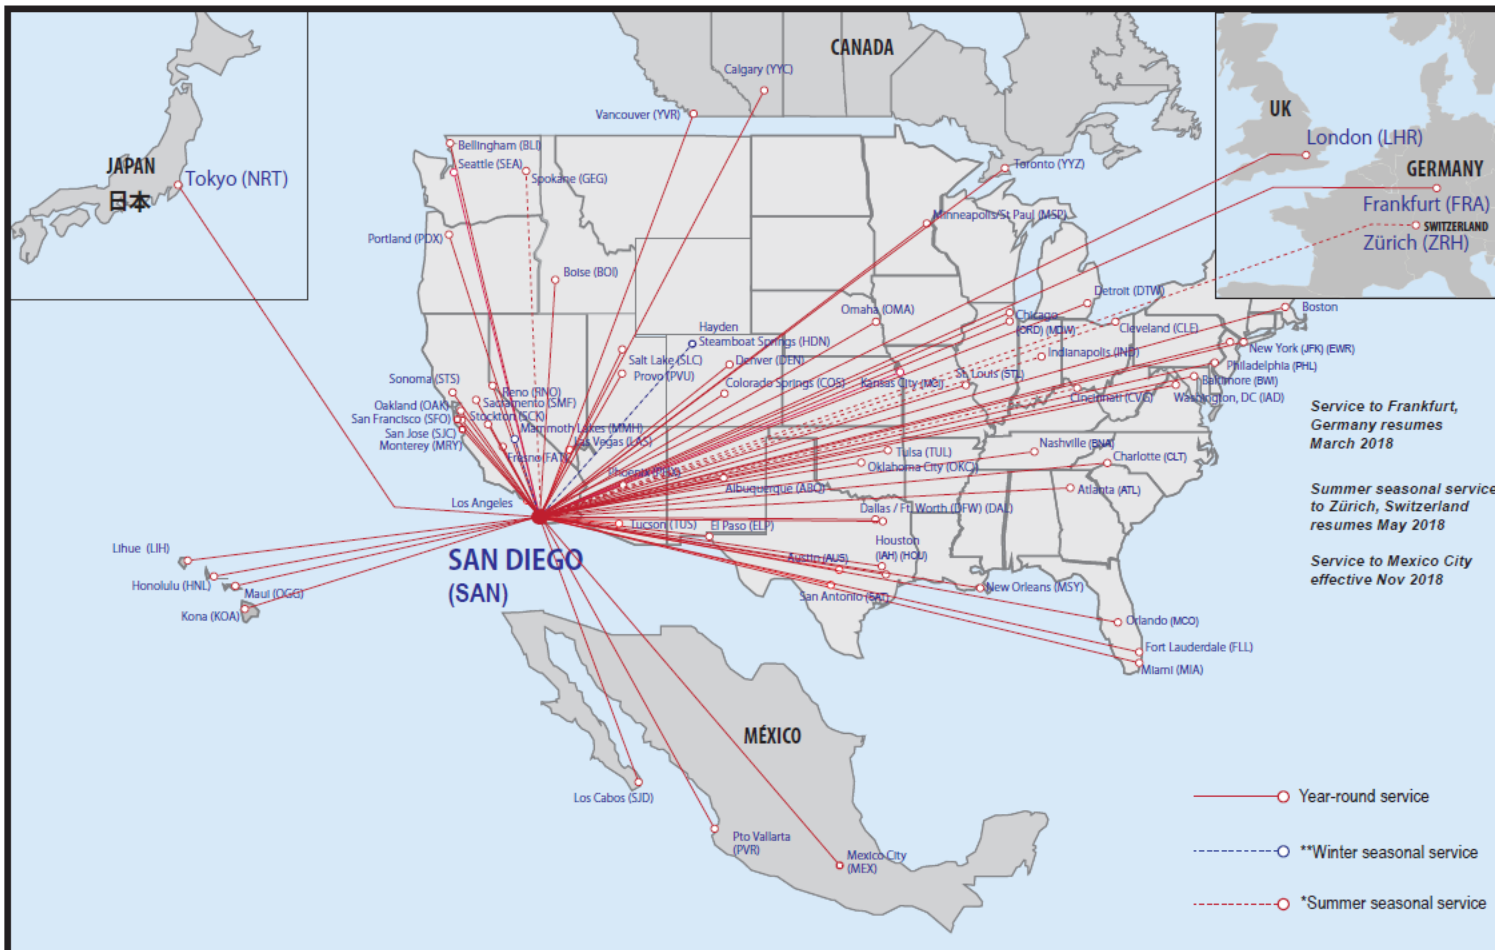 CANADA
Calgary (YYC)
Vancouver (YVR)
UK
London (LHR)
GERMANY
Frankfurt (FRA)
SWITZERLAND
Zürich (ZRH)
JAPAN
日本
Tokyo (NRT)
Bellingham (BLI)
Seattle (SEA)
Spokane (GEG)
Toronto (YYZ)
Minneapolis/St Paul (MSP)
Portland (PDX)
Boise (BOI)
Detroit (DTW)
Omaha (OMA)
Chicago
(ORD) (MDW)
Cleveland (CLE)
Boston
Hayden
Steamboat Springs (HDN)
New York (JFK) (EWR)
Salt Lake (SLC)
Denver (DEN)
Indianapolis (IND)
Philadelphia (PHL)
Provo (PVU)
Colorado Springs (COS)
Kansas City (MCI)
St. Louis (STL)
Baltimore (BWI)
Sonoma (STS)
Reno (RNO)
Cincinnati (CVG)
Washington, DC (IAD)
Sacramento (SMF)
Oakland (OAK)
Stockton (SCK)
San Francisco (SFO)
Mammoth Lakes (MMH)
San Jose (SJC)
Monterey (MRY)
Las Vegas (LAS)
Fresno (FAT)
Nashville (BNA)
Tulsa (TUL)
Charlotte (CLT)
Oklahoma City (OKC)
Phoenix (PHX)
Albuquerque (ABQ)
Atlanta (ATL)
Los Angeles
Dallas / Ft. Worth (DFW) (DAL)
Tucson (TUS)
El Paso (ELP)
Houston
(IAH) (HOU)
Austin (AUS)
San Antonio (SAT)
New Orleans (MSY)
Orlando (MCO)
Fort Lauderdale (FLL)
Miami (MIA)
SAN DIEGO
(SAN)
Lihue (LIH)
Honolulu (HNL)
Maui (OGG)
Kona (KOA)
MÉXICO
Los Cabos (SJD)
Pto Vallarta
(PVR)
Mexico City
(MEX)
Service to Frankfurt,
Germany resumes
March 2018
Summer seasonal service
to Zürich, Switzerland
resumes May 2018
Service to Mexico City
effective Nov 2018
Year-round service
**Winter seasonal service
*Summer seasonal service